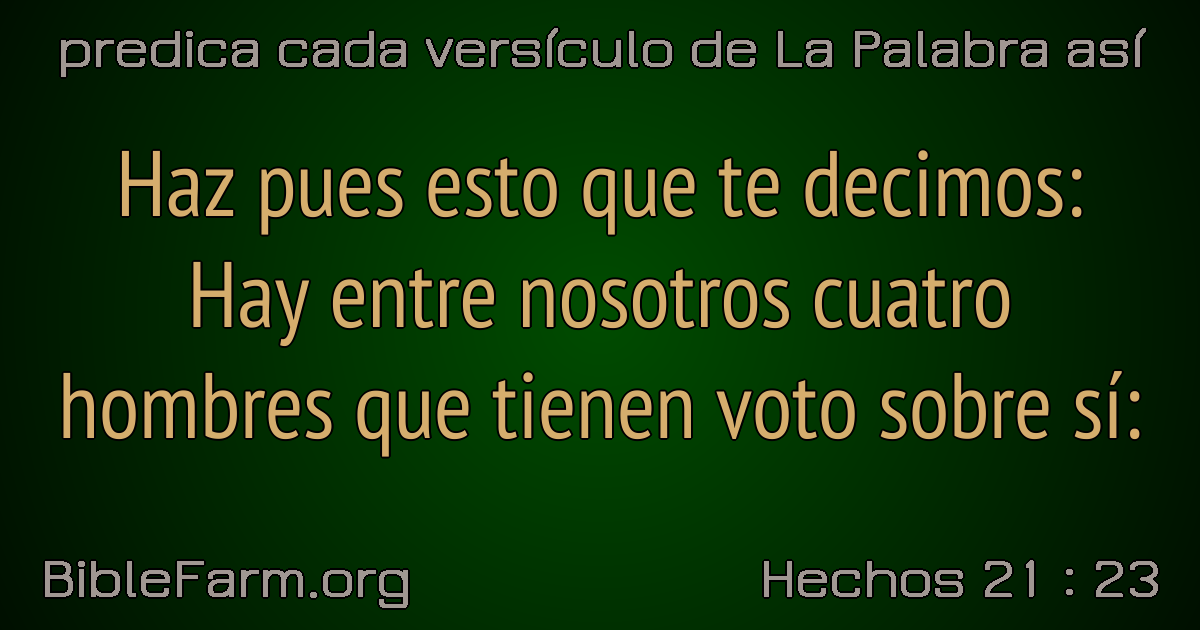 predica cada versículo de La Palabra así
Haz pues esto que te decimos:
Hay entre nosotros cuatro
hombres que tienen voto sobre sí:
BibleFarm.org
Hechos 21 : 23